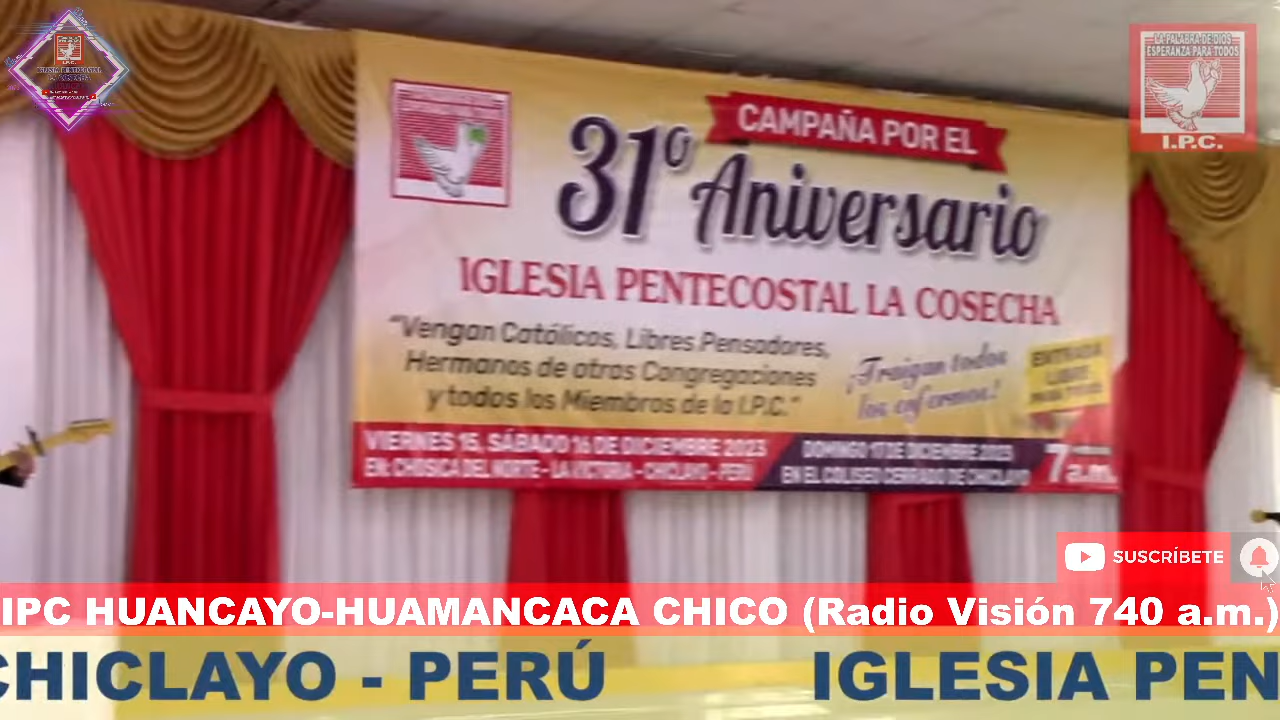 LA PALABRA DE DIOS
ESPERANZA PARA TODOS
I.P.C.
CAMPAÑA POR EL
31º Aniversario
IGLESIA PENTECOSTAL LA COSECHA
"Vengan Católicos, Libres Pensadores,
Hermanos de otras Congregaciones
y todos los Miembros de la I.P.C."
¡Traigan todos
los enfermos!
ENTRADA
LIBRE
VIERNES 15, SÁBADO 16 DE DICIEMBRE 2023
EN: CHOSICA DEL NORTE - LA VICTORIA - CHICLAYO - PERÚ
DOMINGO 17 DE DICIEMBRE 2023
EN EL COLISEO CERRADO DE CHICLAYO
7 a.m.
SUSCRÍBETE
IPC HUANCAYO-HUAMANCACA CHICO (Radio Visión 740 a.m.)
CHICLAYO - PERÚ IGLESIA PEN